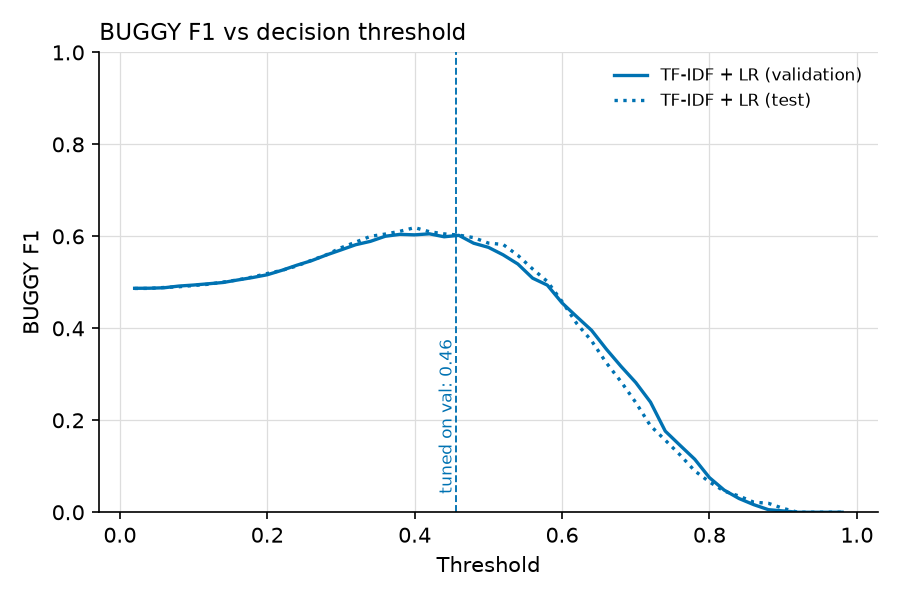 BUGGY F1 vs decision threshold
TF-IDF + LR (validation)
TF-IDF + LR (test)
BUGGY F1
1.0
0.8
0.6
0.4
0.2
0.0
tuned on val: 0.46
0.0 0.2 0.4 0.6 0.8 1.0
Threshold